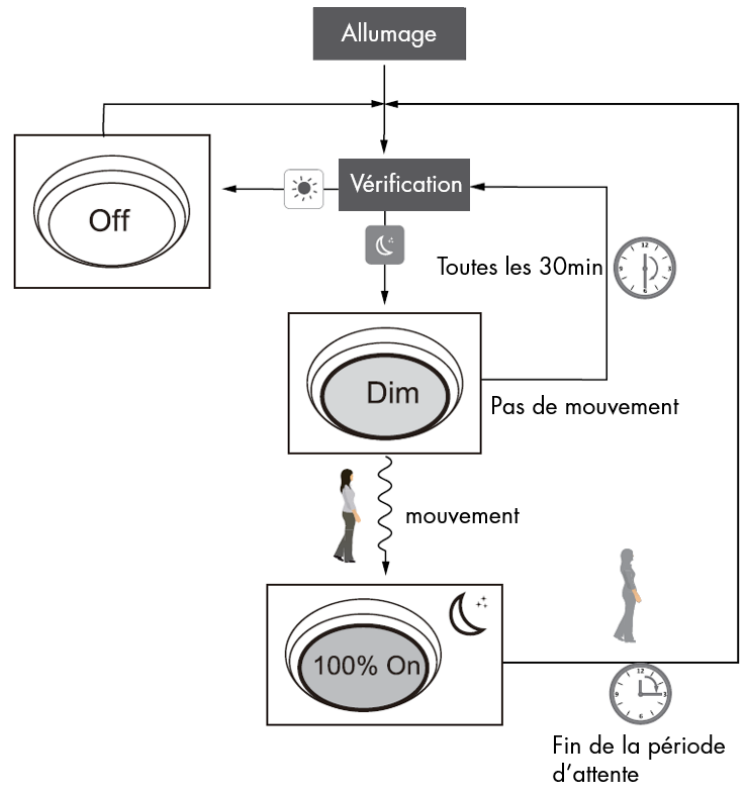 Allumage
Vérification
Off
Toutes les 30min
Dim
Pas de mouvement
mouvement
100% On
Fin de la période
d'attente